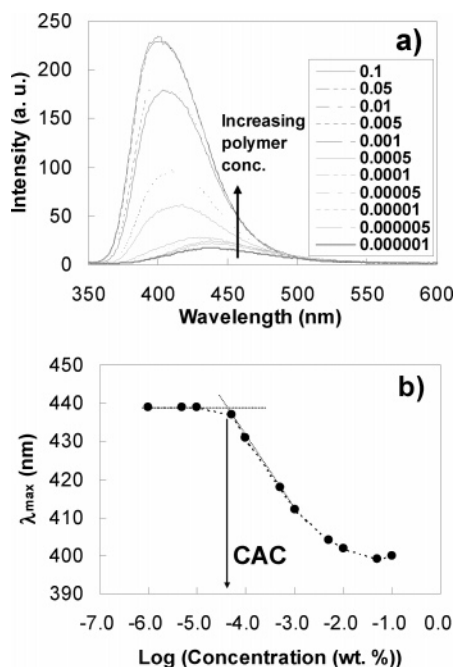 a)
250
200
150
100
50
0
Intensity (a. u.)
Increasing
polymer
conc.
0.1
0.05
0.01
0.005
0.001
0.0005
0.0001
0.00005
0.00001
0.000005
0.000001
350 400 450 500 550 600
Wavelength (nm)
b)
450
440
430
420
410
400
390
λmax (nm)
CAC
-7.0 -6.0 -5.0 -4.0 -3.0 -2.0 -1.0 0.0
Log (Concentration (wt. %))